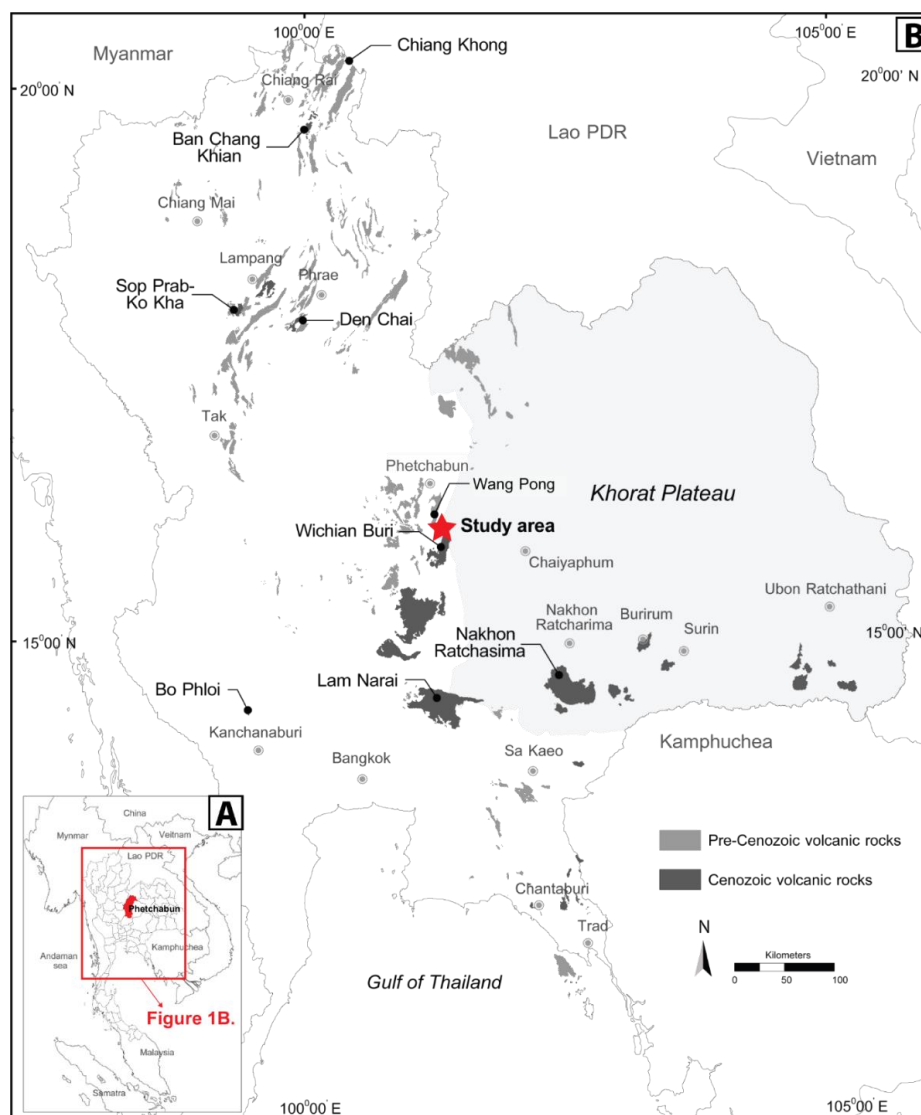 100°00' E
105°00' E
B
Myanmar
Chiang Khong
20°00' N
Chiang Rai
20°00' N
Ban Chang
Khian
Lao PDR
Vietnam
Chiang Mai
Lampang
Phrae
Sop Prab-
Ko Kha
Den Chai
Tak
Phetchabun
Wang Pong
Khorat Plateau
Wichian Buri
Study area
Chaiyaphum
Ubon Ratchathani
Nakhon
Ratcharima
Burirum
Surin
15°00' N
15°00' N
Nakhon
Ratchasima
Lam Narai
Bo Phloi
Kanchanaburi
Bangkok
Sa Kaeo
Kamphuchea
A
China
Mynmar
Veitnam
Lao PDR
Phetchabun
Kamphuchea
Andaman
sea
Figure 1B.
Malaysia
Samatra
Pre-Cenozoic volcanic rocks
Cenozoic volcanic rocks
Chantaburi
Trad
N
Kilometers
0 50 100
Gulf of Thailand
100°00' E
105°00' E